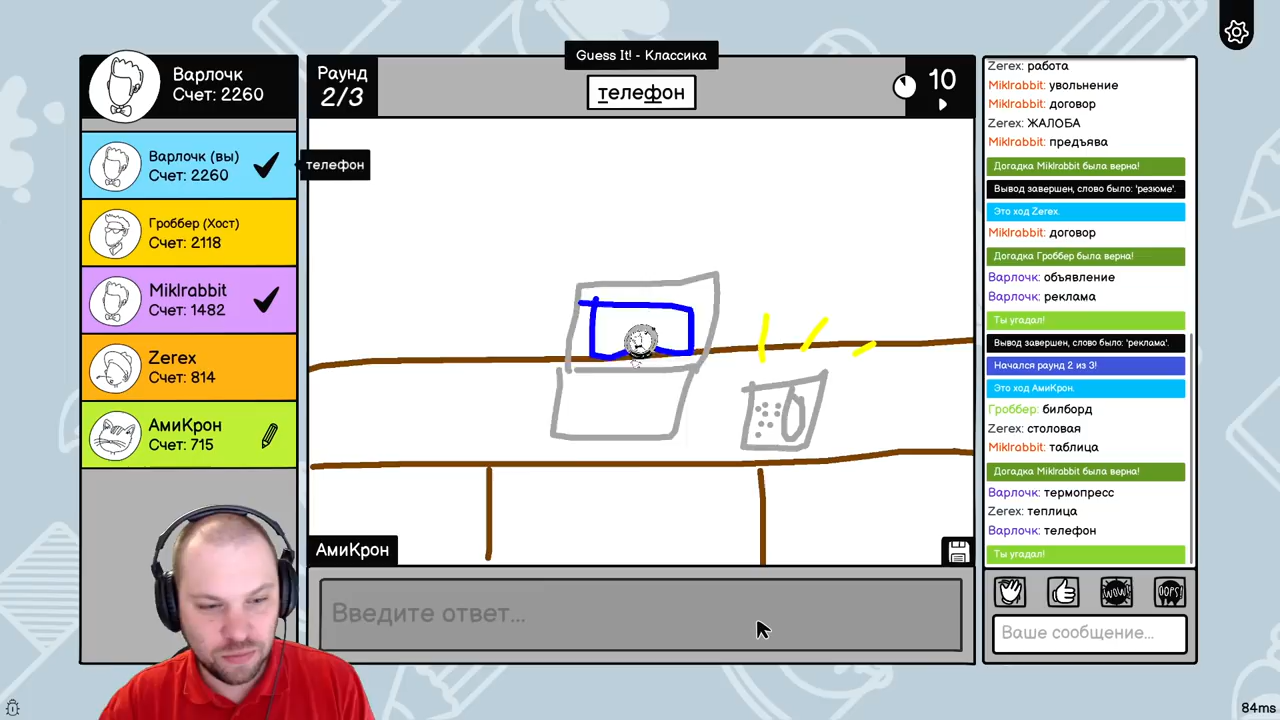 Guess It! - Классика
Варлочк
Счет: 2260
Раунд
2/3
телефон
10
Варлочк (вы)
Счет: 2260
телефон
Гроббер (Хост)
Счет: 2118
Miklrabbit
Счет: 1482
Zerex
Счет: 814
АмиКрон
Счет: 715
АмиКрон
Введите ответ...
Zerex: работа
Miklrabbit: увольнение
Miklrabbit: договор
Zerex: ЖАЛОБА
Miklrabbit: предъява
Догадка Miklrabbit была верна!
Вывод завершен, слово было: 'резюме'.
Это ход Zerex.
Miklrabbit: договор
Догадка Гроббер была верна!
Варлочк: объявление
Варлочк: реклама
Ты угадал!
Вывод завершен, слово было: 'реклама'.
Начался раунд 2 из 3!
Это ход АмиКрон.
Гроббер: билборд
Zerex: столовая
Miklrabbit: таблица
Догадка Miklrabbit была верна!
Варлочк: термопресс
Zerex: теплица
Варлочк: телефон
Ты угадал!
WOW!
OOPS!
Ваше сообщение...
84ms